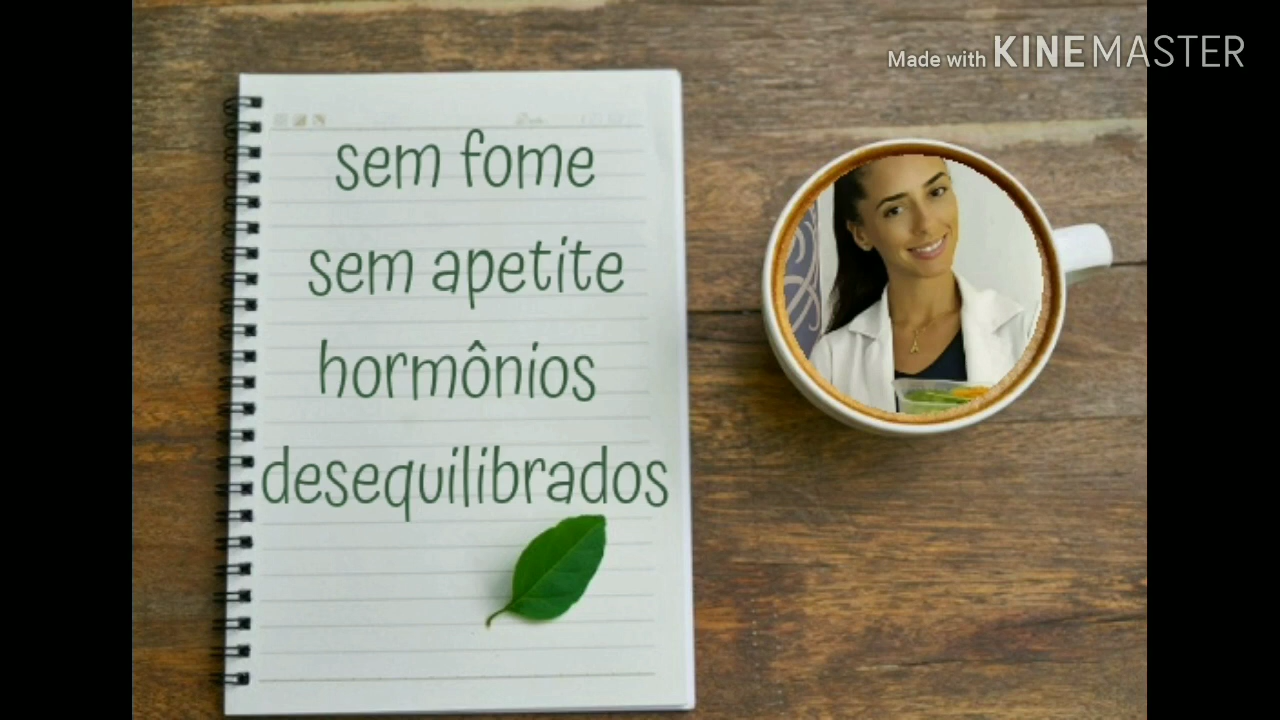 Made with KINEMASTER
sem fome
sem apetite
hormônios
desequilibrados